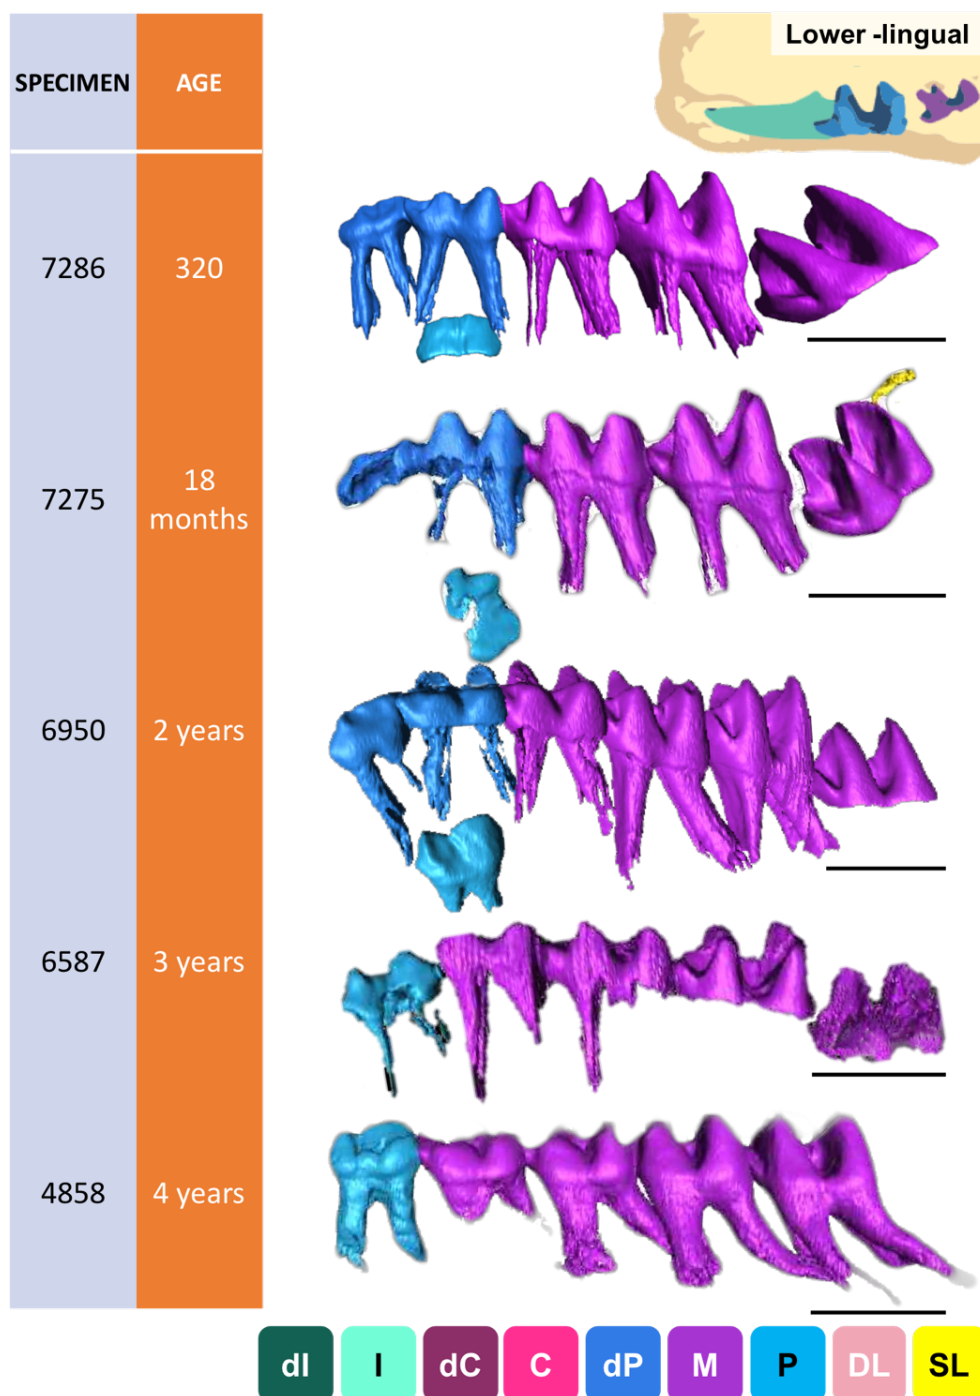 Lower -lingual
SPECIMEN AGE
7286 320
7275 18
months
6950 2 years
6587 3 years
4858 4 years
dI I dC C dP M P DL SL